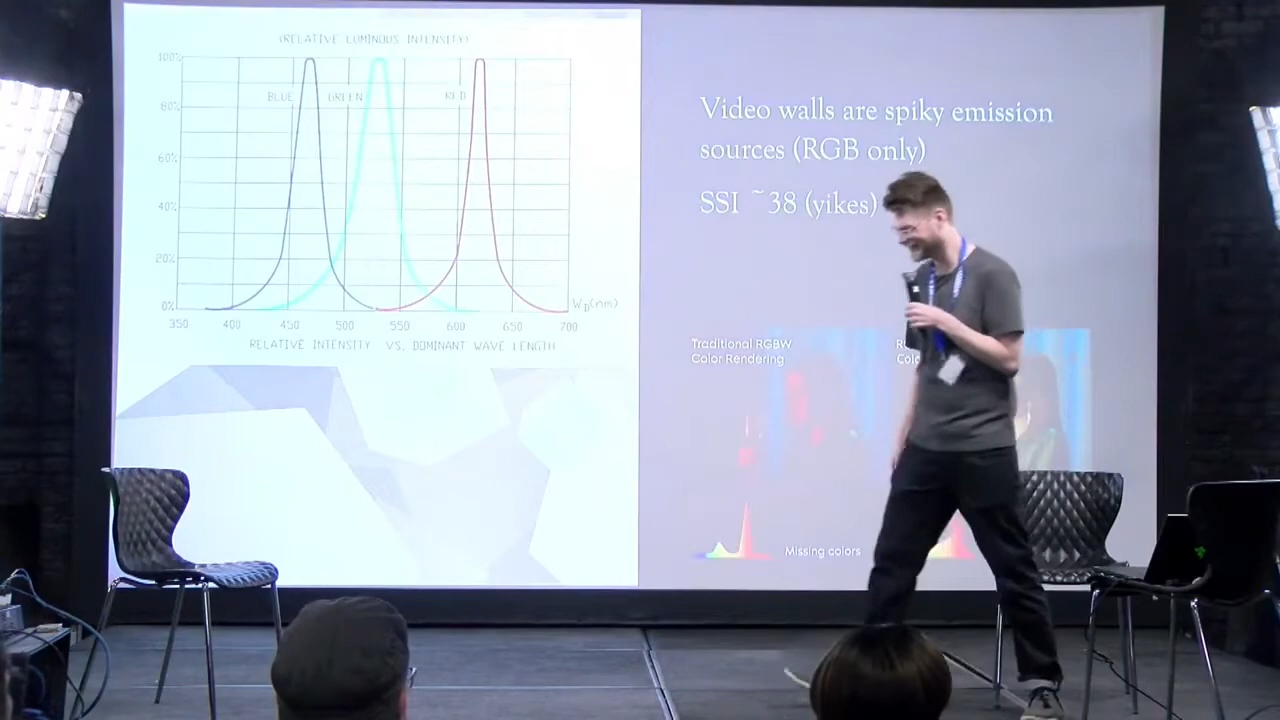 (RELATIVE LUMINOUS INTENSITY)
100%
80%
60%
40%
20%
0%
BLUE
GREEN
RED
W_D(nm)
350 400 450 500 550 600 650 700
RELATIVE INTENSITY VS. DOMINANT WAVE LENGTH
Video walls are spiky emission
sources (RGB only)
SSI ~38 (yikes)
Traditional RGBW
Color Rendering
Missing colors